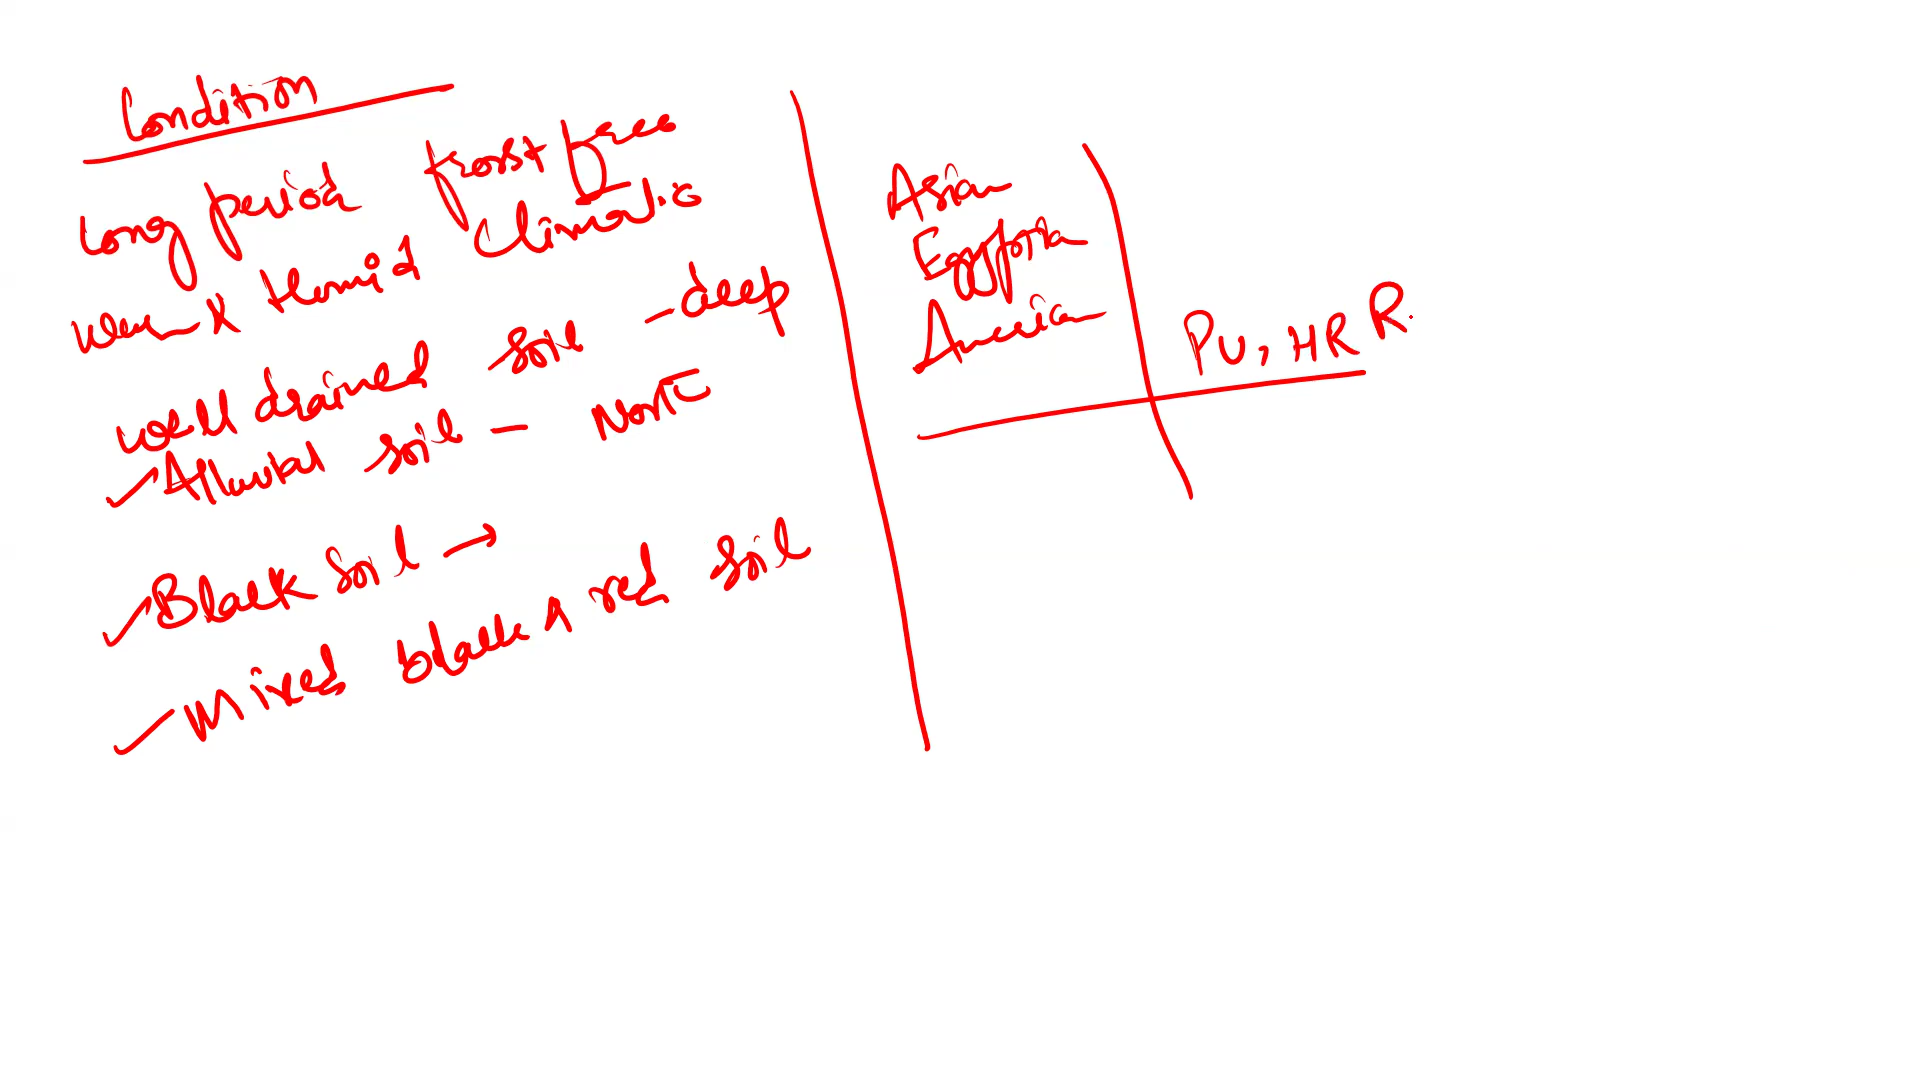 Condition
Long period frost free
& Humid Climatic
well drained soil - deep
✓ Alluvial soil - North
✓ Black soil →
✓ Mixed black & red soil
Asian
Egyptian
American
PU, HR R.